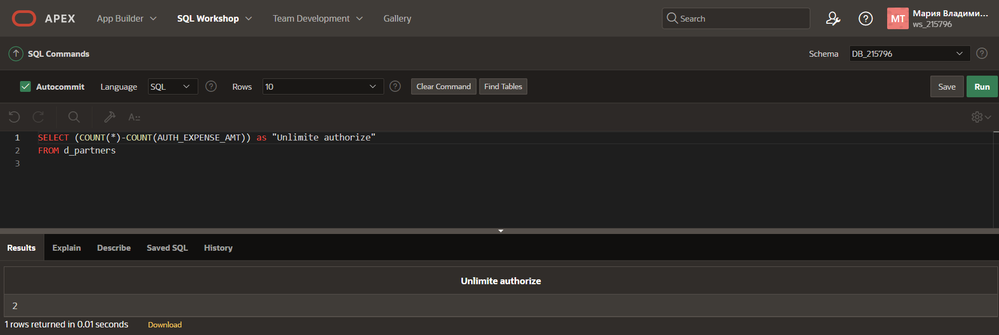 APEX App Builder SQL Workshop Team Development Gallery Search MT Мария Владими...
ws_215796
SQL Commands Schema DB_215796
Autocommit Language SQL Rows 10 Clear Command Find Tables Save Run
A::
1 SELECT (COUNT(*)-COUNT(AUTH_EXPENSE_AMT)) as "Unlimite authorize"
2 FROM d_partners
3
Results Explain Describe Saved SQL History
Unlimite authorize
2
1 rows returned in 0.01 seconds Download